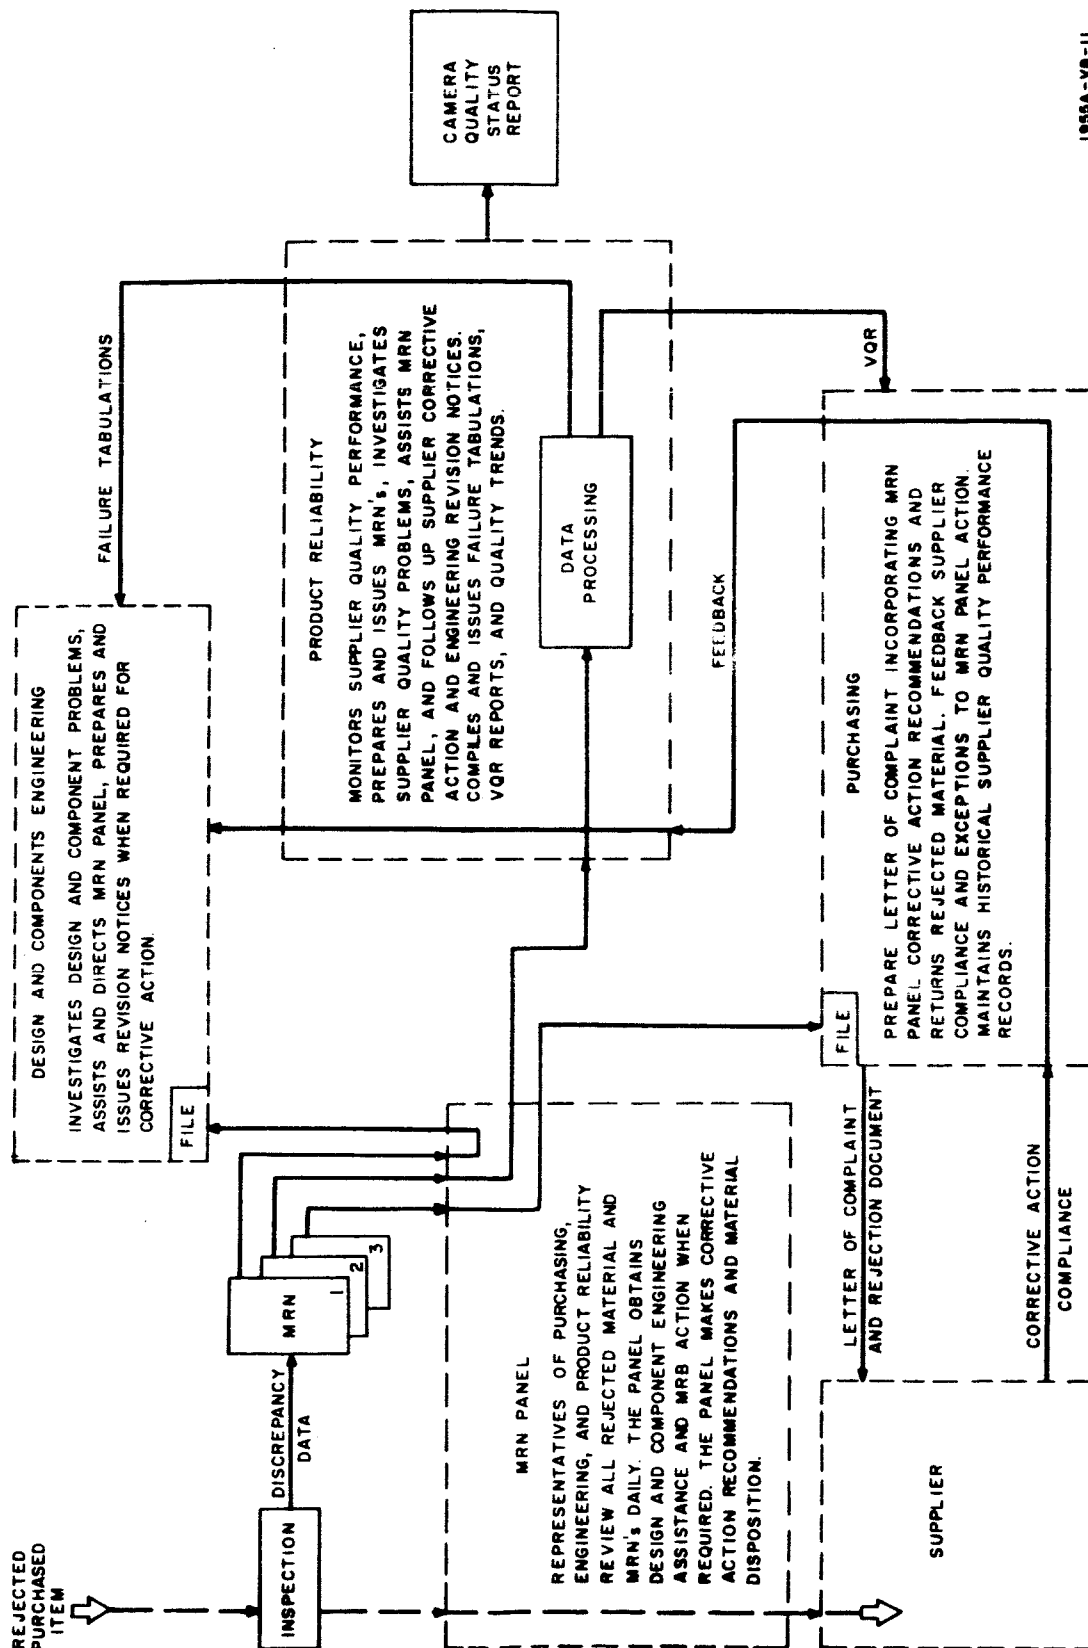 REJECTED
PURCHASED
ITEM
INSPECTION
DISCREPANCY
DATA
MRN
1
2
3
DESIGN AND COMPONENTS ENGINEERING
INVESTIGATES DESIGN AND COMPONENT PROBLEMS,
ASSISTS AND DIRECTS MRN PANEL, PREPARES AND
ISSUES REVISION NOTICES WHEN REQUIRED FOR
CORRECTIVE ACTION.
FILE
FAILURE TABULATIONS
MRN PANEL
REPRESENTATIVES OF PURCHASING,
ENGINEERING, AND PRODUCT RELIABILITY
REVIEW ALL REJECTED MATERIAL AND
MRN's DAILY. THE PANEL OBTAINS
DESIGN AND COMPONENT ENGINEERING
ASSISTANCE AND MRB ACTION WHEN
REQUIRED. THE PANEL MAKES CORRECTIVE
ACTION RECOMMENDATIONS AND MATERIAL
DISPOSITION.
PRODUCT RELIABILITY
MONITORS SUPPLIER QUALITY PERFORMANCE,
PREPARES AND ISSUES MRN's, INVESTIGATES
SUPPLIER QUALITY PROBLEMS, ASSISTS MRN
PANEL, AND FOLLOWS UP SUPPLIER CORRECTIVE
ACTION AND ENGINEERING REVISION NOTICES.
COMPILES AND ISSUES FAILURE TABULATIONS,
VQR REPORTS, AND QUALITY TRENDS.
DATA
PROCESSING
CAMERA
QUALITY
STATUS
REPORT
FEEDBACK
VQR
SUPPLIER
LETTER OF COMPLAINT
AND REJECTION DOCUMENT
CORRECTIVE ACTION
COMPLIANCE
FILE
PURCHASING
PREPARE LETTER OF COMPLAINT INCORPORATING MRN
PANEL CORRECTIVE ACTION RECOMMENDATIONS AND
RETURNS REJECTED MATERIAL. FEEDBACK SUPPLIER
COMPLIANCE AND EXCEPTIONS TO MRN PANEL ACTION.
MAINTAINS HISTORICAL SUPPLIER QUALITY PERFORMANCE
RECORDS.